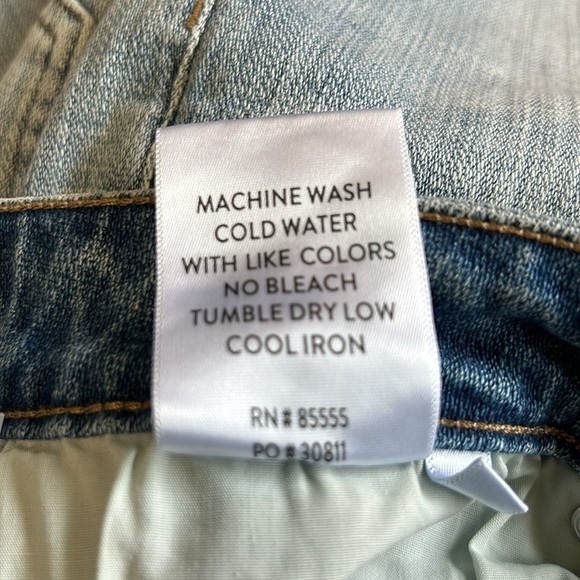 MACHINE WASH
COLD WATER
WITH LIKE COLORS
NO BLEACH
TUMBLE DRY LOW
COOL IRON
RN# 85555
PO # 30811